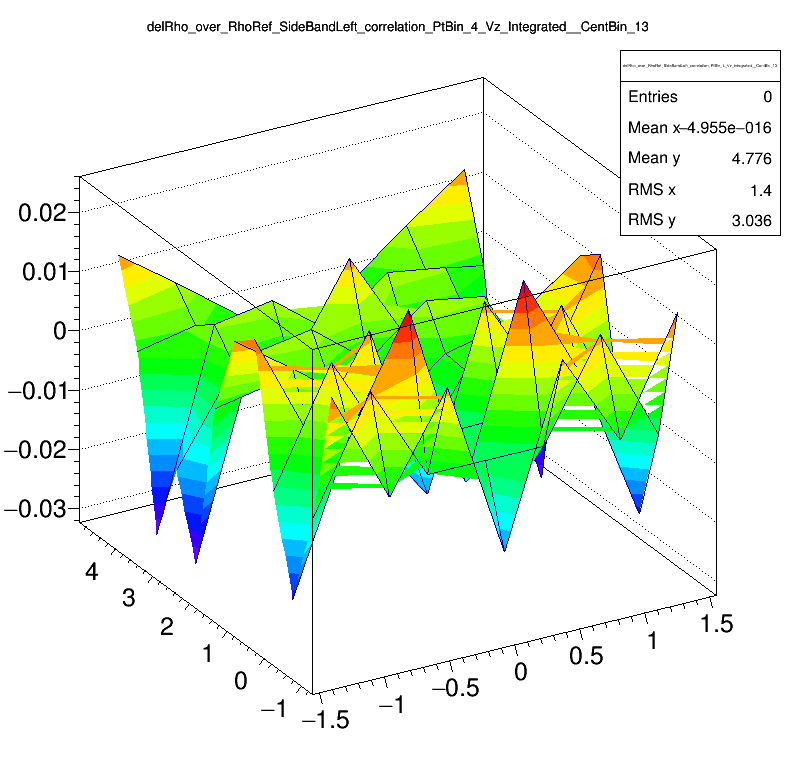 delRho_over_RhoRef_SideBandLeft_correlation_PtBin_4_Vz_Integrated__CentBin_13
delRho_over_RhoRef_SideBandLeft_correlation_PtBin_4_Vz_Integrated__CentBin_13
Entries 0
Mean x−4.955e−016
Mean y 4.776
RMS x 1.4
RMS y 3.036
0.02
0.01
0
−0.01
−0.02
−0.03
4
3
2
1
0
−1
−1.5
−1
−0.5
0
0.5
1
1.5